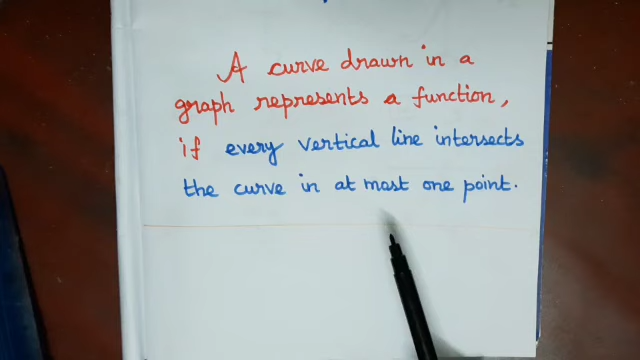 A curve drawn in a
graph represents a function,
if every vertical line intersects
the curve in at most one point.